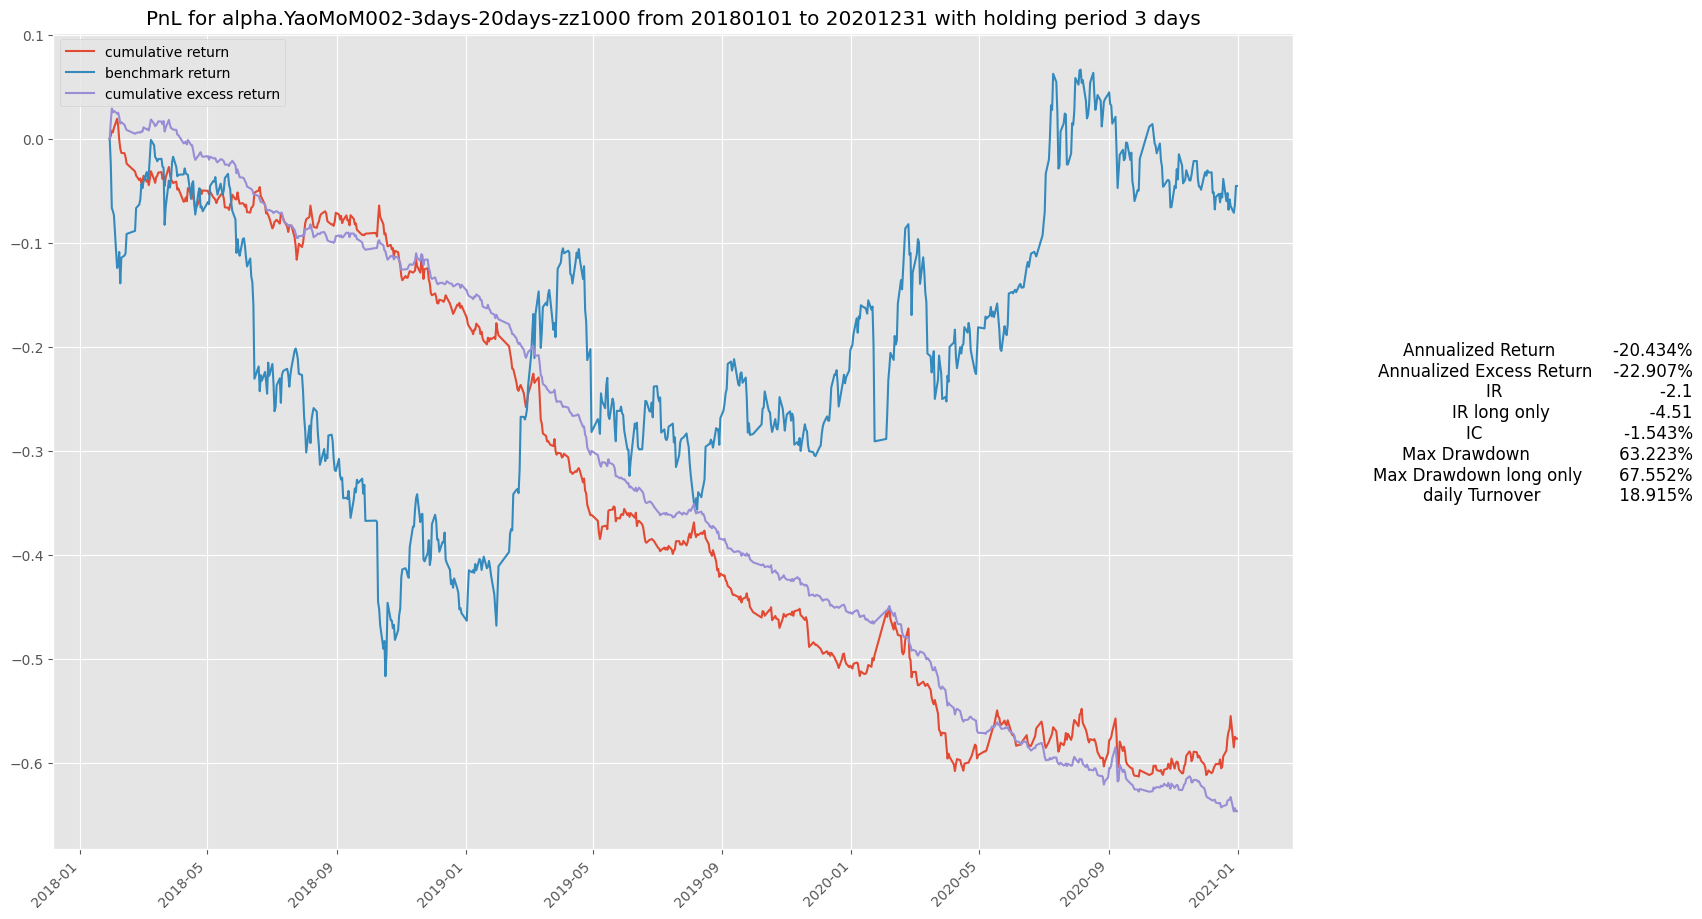 PnL for alpha.YaoMoM002-3days-20days-zz1000 from 20180101 to 20201231 with holding period 3 days
cumulative return
benchmark return
cumulative excess return
0.1
0.0
−0.1
−0.2
−0.3
−0.4
−0.5
−0.6
2018-01
2018-05
2018-09
2019-01
2019-05
2019-09
2020-01
2020-05
2020-09
2021-01
Annualized Return -20.434%
Annualized Excess Return -22.907%
IR -2.1
IR long only -4.51
IC -1.543%
Max Drawdown 63.223%
Max Drawdown long only 67.552%
daily Turnover 18.915%